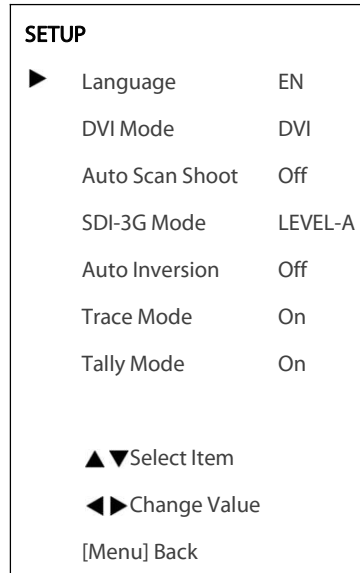 SETUP
▶ Language EN
DVI Mode DVI
Auto Scan Shoot Off
SDI-3G Mode LEVEL-A
Auto Inversion Off
Trace Mode On
Tally Mode On
▲▼Select Item
◀▶Change Value
[Menu] Back